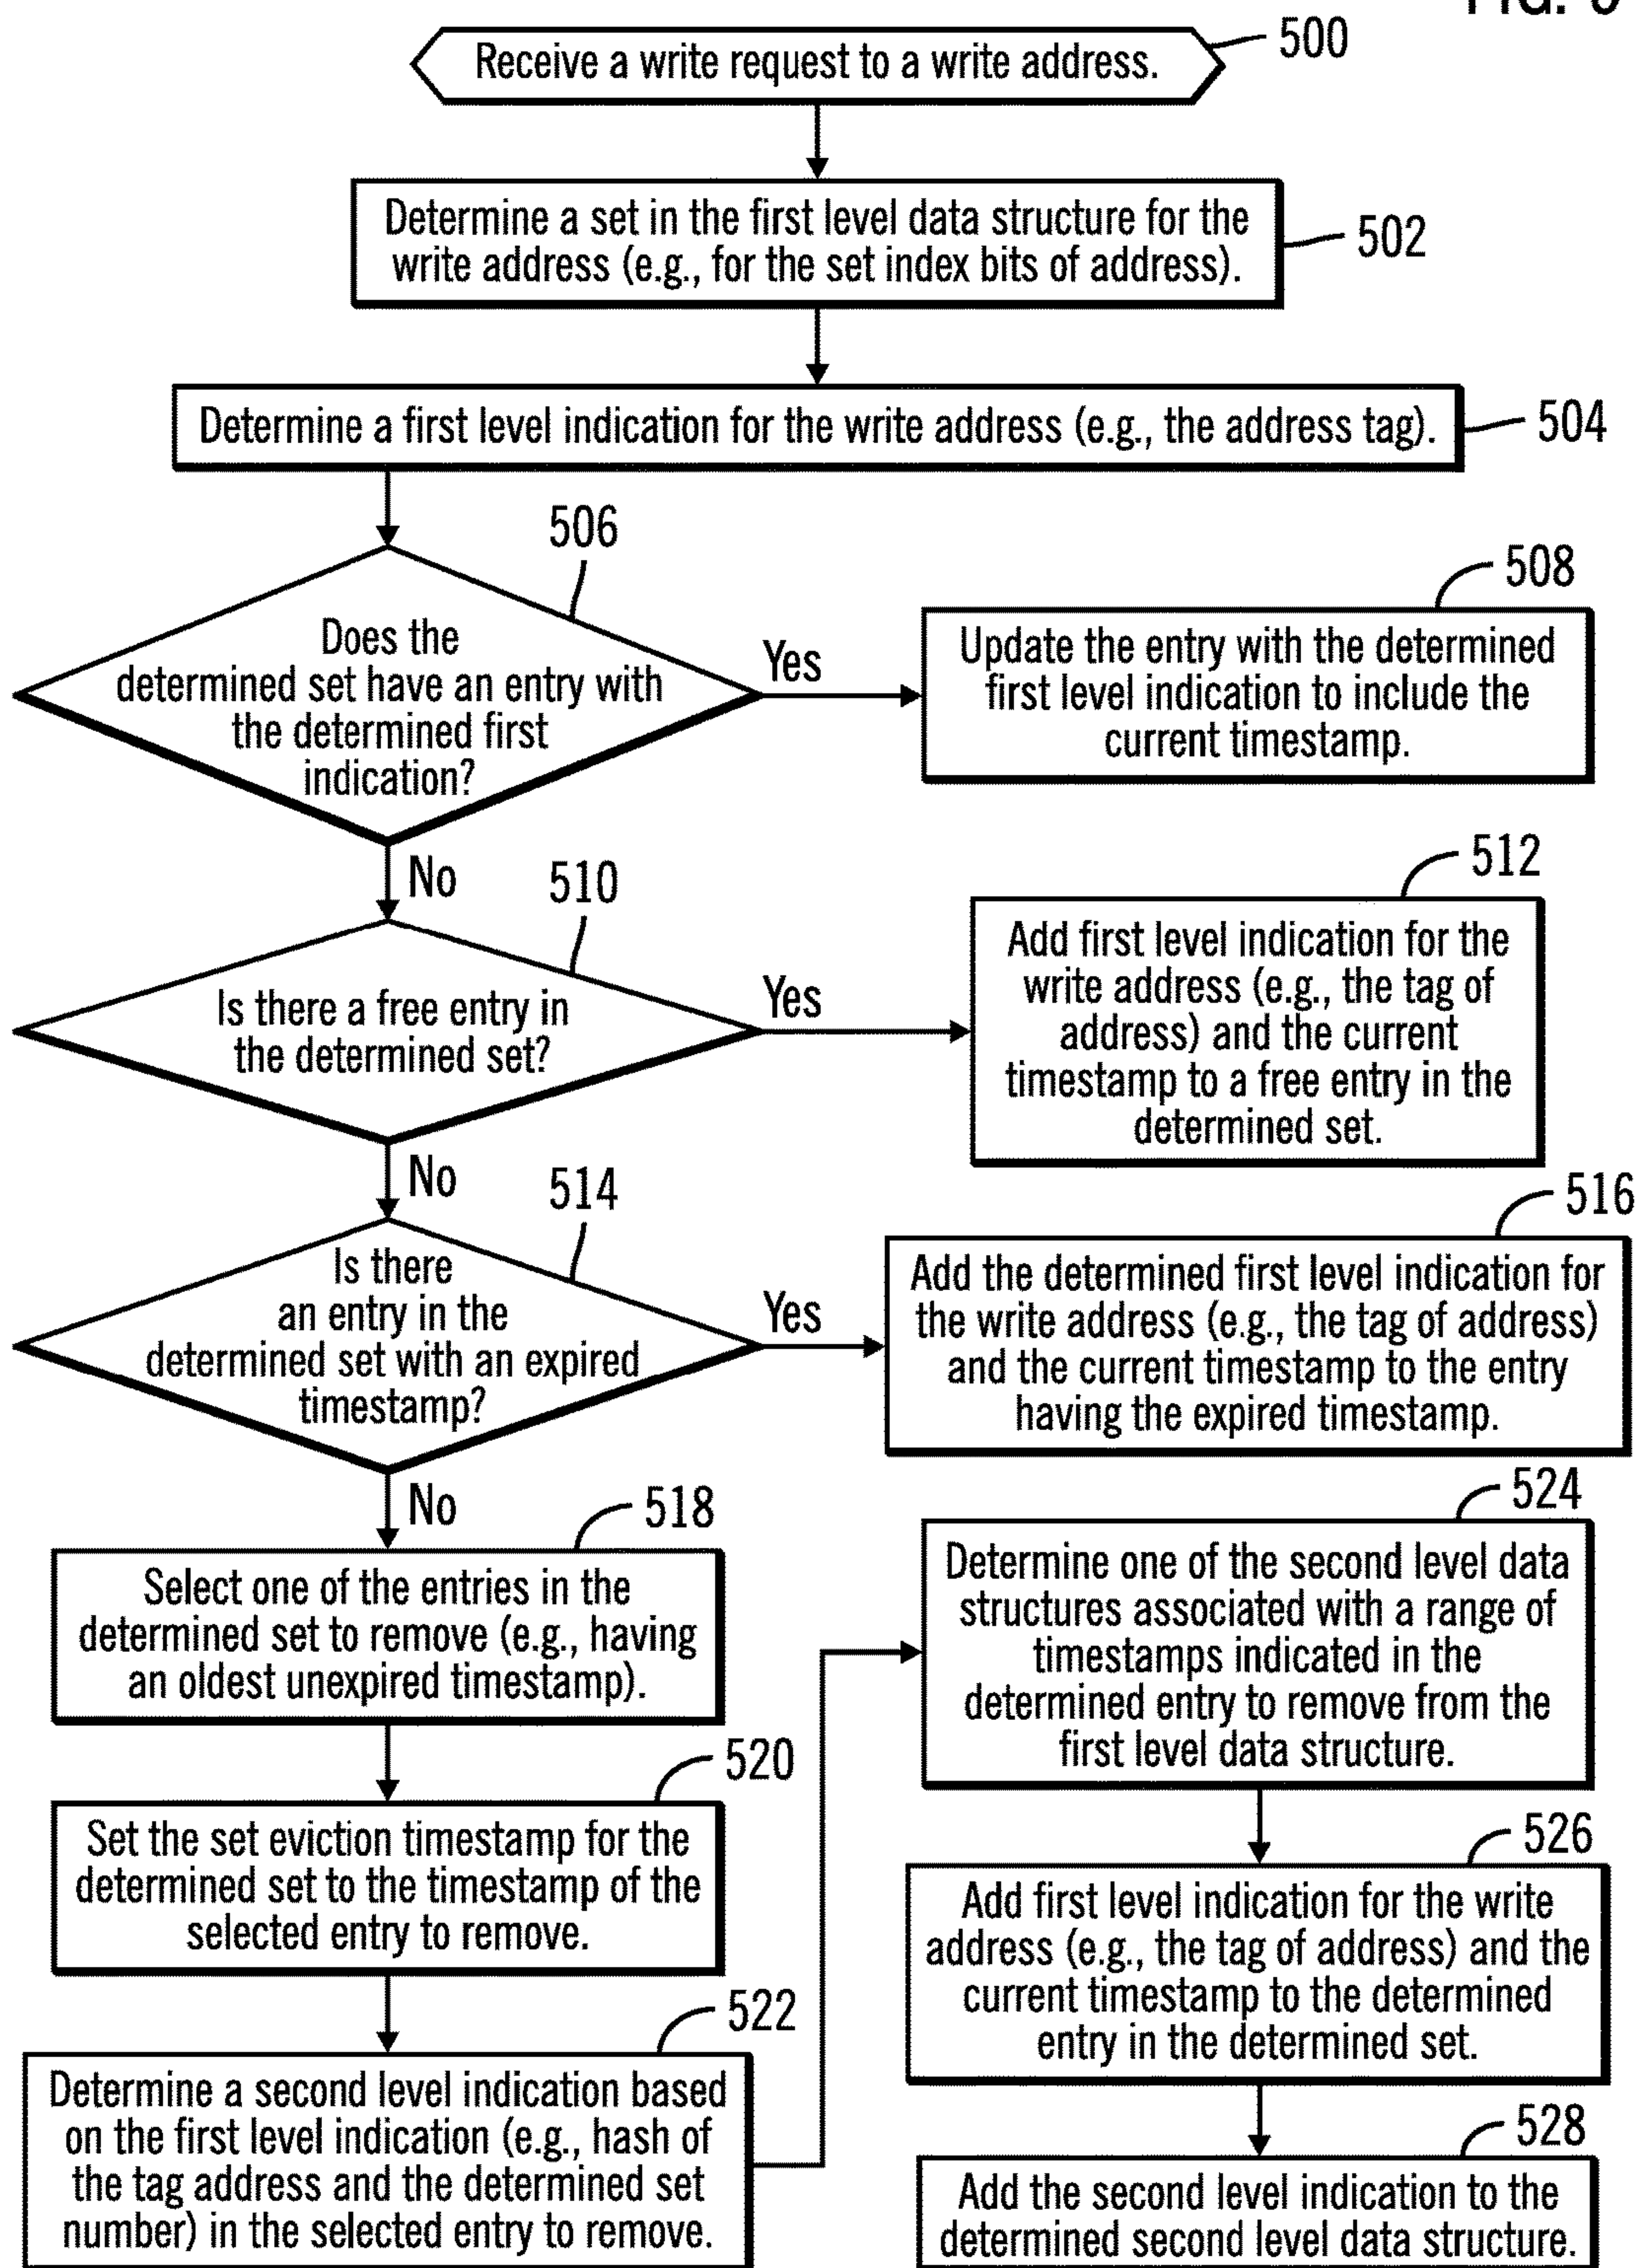 500
Receive a write request to a write address.
Determine a set in the first level data structure for the
write address (e.g., for the set index bits of address).
502
Determine a first level indication for the write address (e.g., the address tag).
504
506
Does the
determined set have an entry with
the determined first
indication?
Yes
508
Update the entry with the determined
first level indication to include the
current timestamp.
No
510
Is there a free entry in
the determined set?
Yes
512
Add first level indication for the
write address (e.g., the tag of
address) and the current
timestamp to a free entry in the
determined set.
No
514
Is there
an entry in the
determined set with an expired
timestamp?
Yes
516
Add the determined first level indication for
the write address (e.g., the tag of address)
and the current timestamp to the entry
having the expired timestamp.
No
518
Select one of the entries in the
determined set to remove (e.g., having
an oldest unexpired timestamp).
520
Set the set eviction timestamp for the
determined set to the timestamp of the
selected entry to remove.
522
Determine a second level indication based
on the first level indication (e.g., hash of
the tag address and the determined set
number) in the selected entry to remove.
524
Determine one of the second level data
structures associated with a range of
timestamps indicated in the
determined entry to remove from the
first level data structure.
526
Add first level indication for the write
address (e.g., the tag of address) and the
current timestamp to the determined
entry in the determined set.
528
Add the second level indication to the
determined second level data structure.